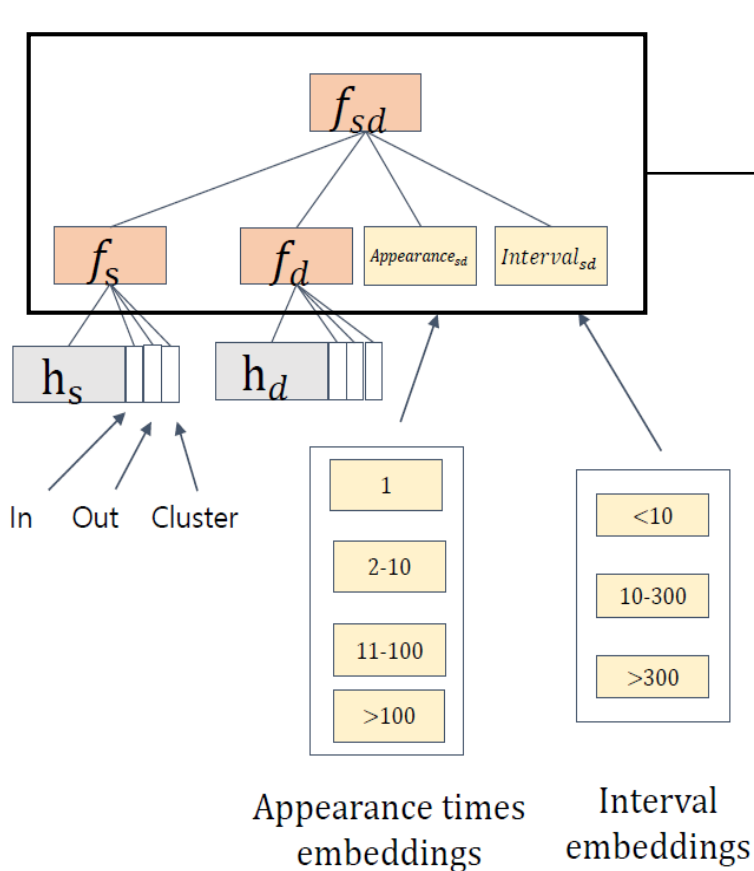 f_sd
f_s
f_d
Appearance_sd
Interval_sd
h_s
h_d
In
Out
Cluster
1
2-10
11-100
>100
<10
10-300
>300
Appearance times
embeddings
Interval
embeddings